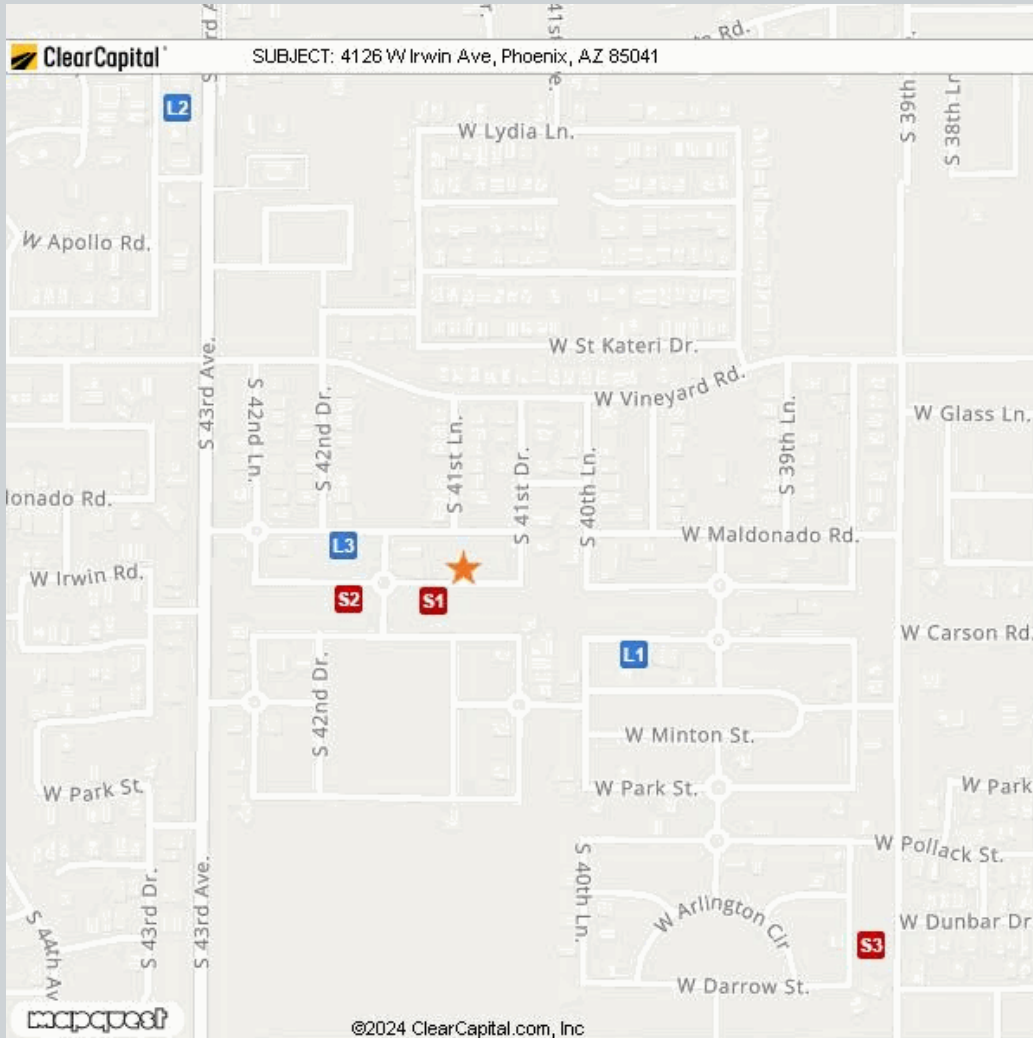 ClearCapital
SUBJECT: 4126 W Irwin Ave, Phoenix, AZ 85041
Rd.
L2
W Lydia Ln.
S 39th
S 38th Ln
W Apollo Rd.
W St Kateri Dr.
W Vineyard Rd.
S 43rd Ave.
S 42nd Ln.
S 42nd Dr.
S 41st Ln.
S 41st Dr.
S 40th Ln.
S 39th Ln.
W Glass Ln.
lonado Rd.
W Maldonado Rd.
L3
W Irwin Rd.
S2
S1
W Carson Rd.
L1
S 42nd Dr.
W Minton St.
W Park St.
W Park St.
W Park
W Pollack St.
S 43rd Dr.
S 43rd Ave.
S 40th Ln.
W Arlington Cir
W Dunbar Dr
S 44th Av
S3
W Darrow St.
mapquest
©2024 ClearCapital.com, Inc